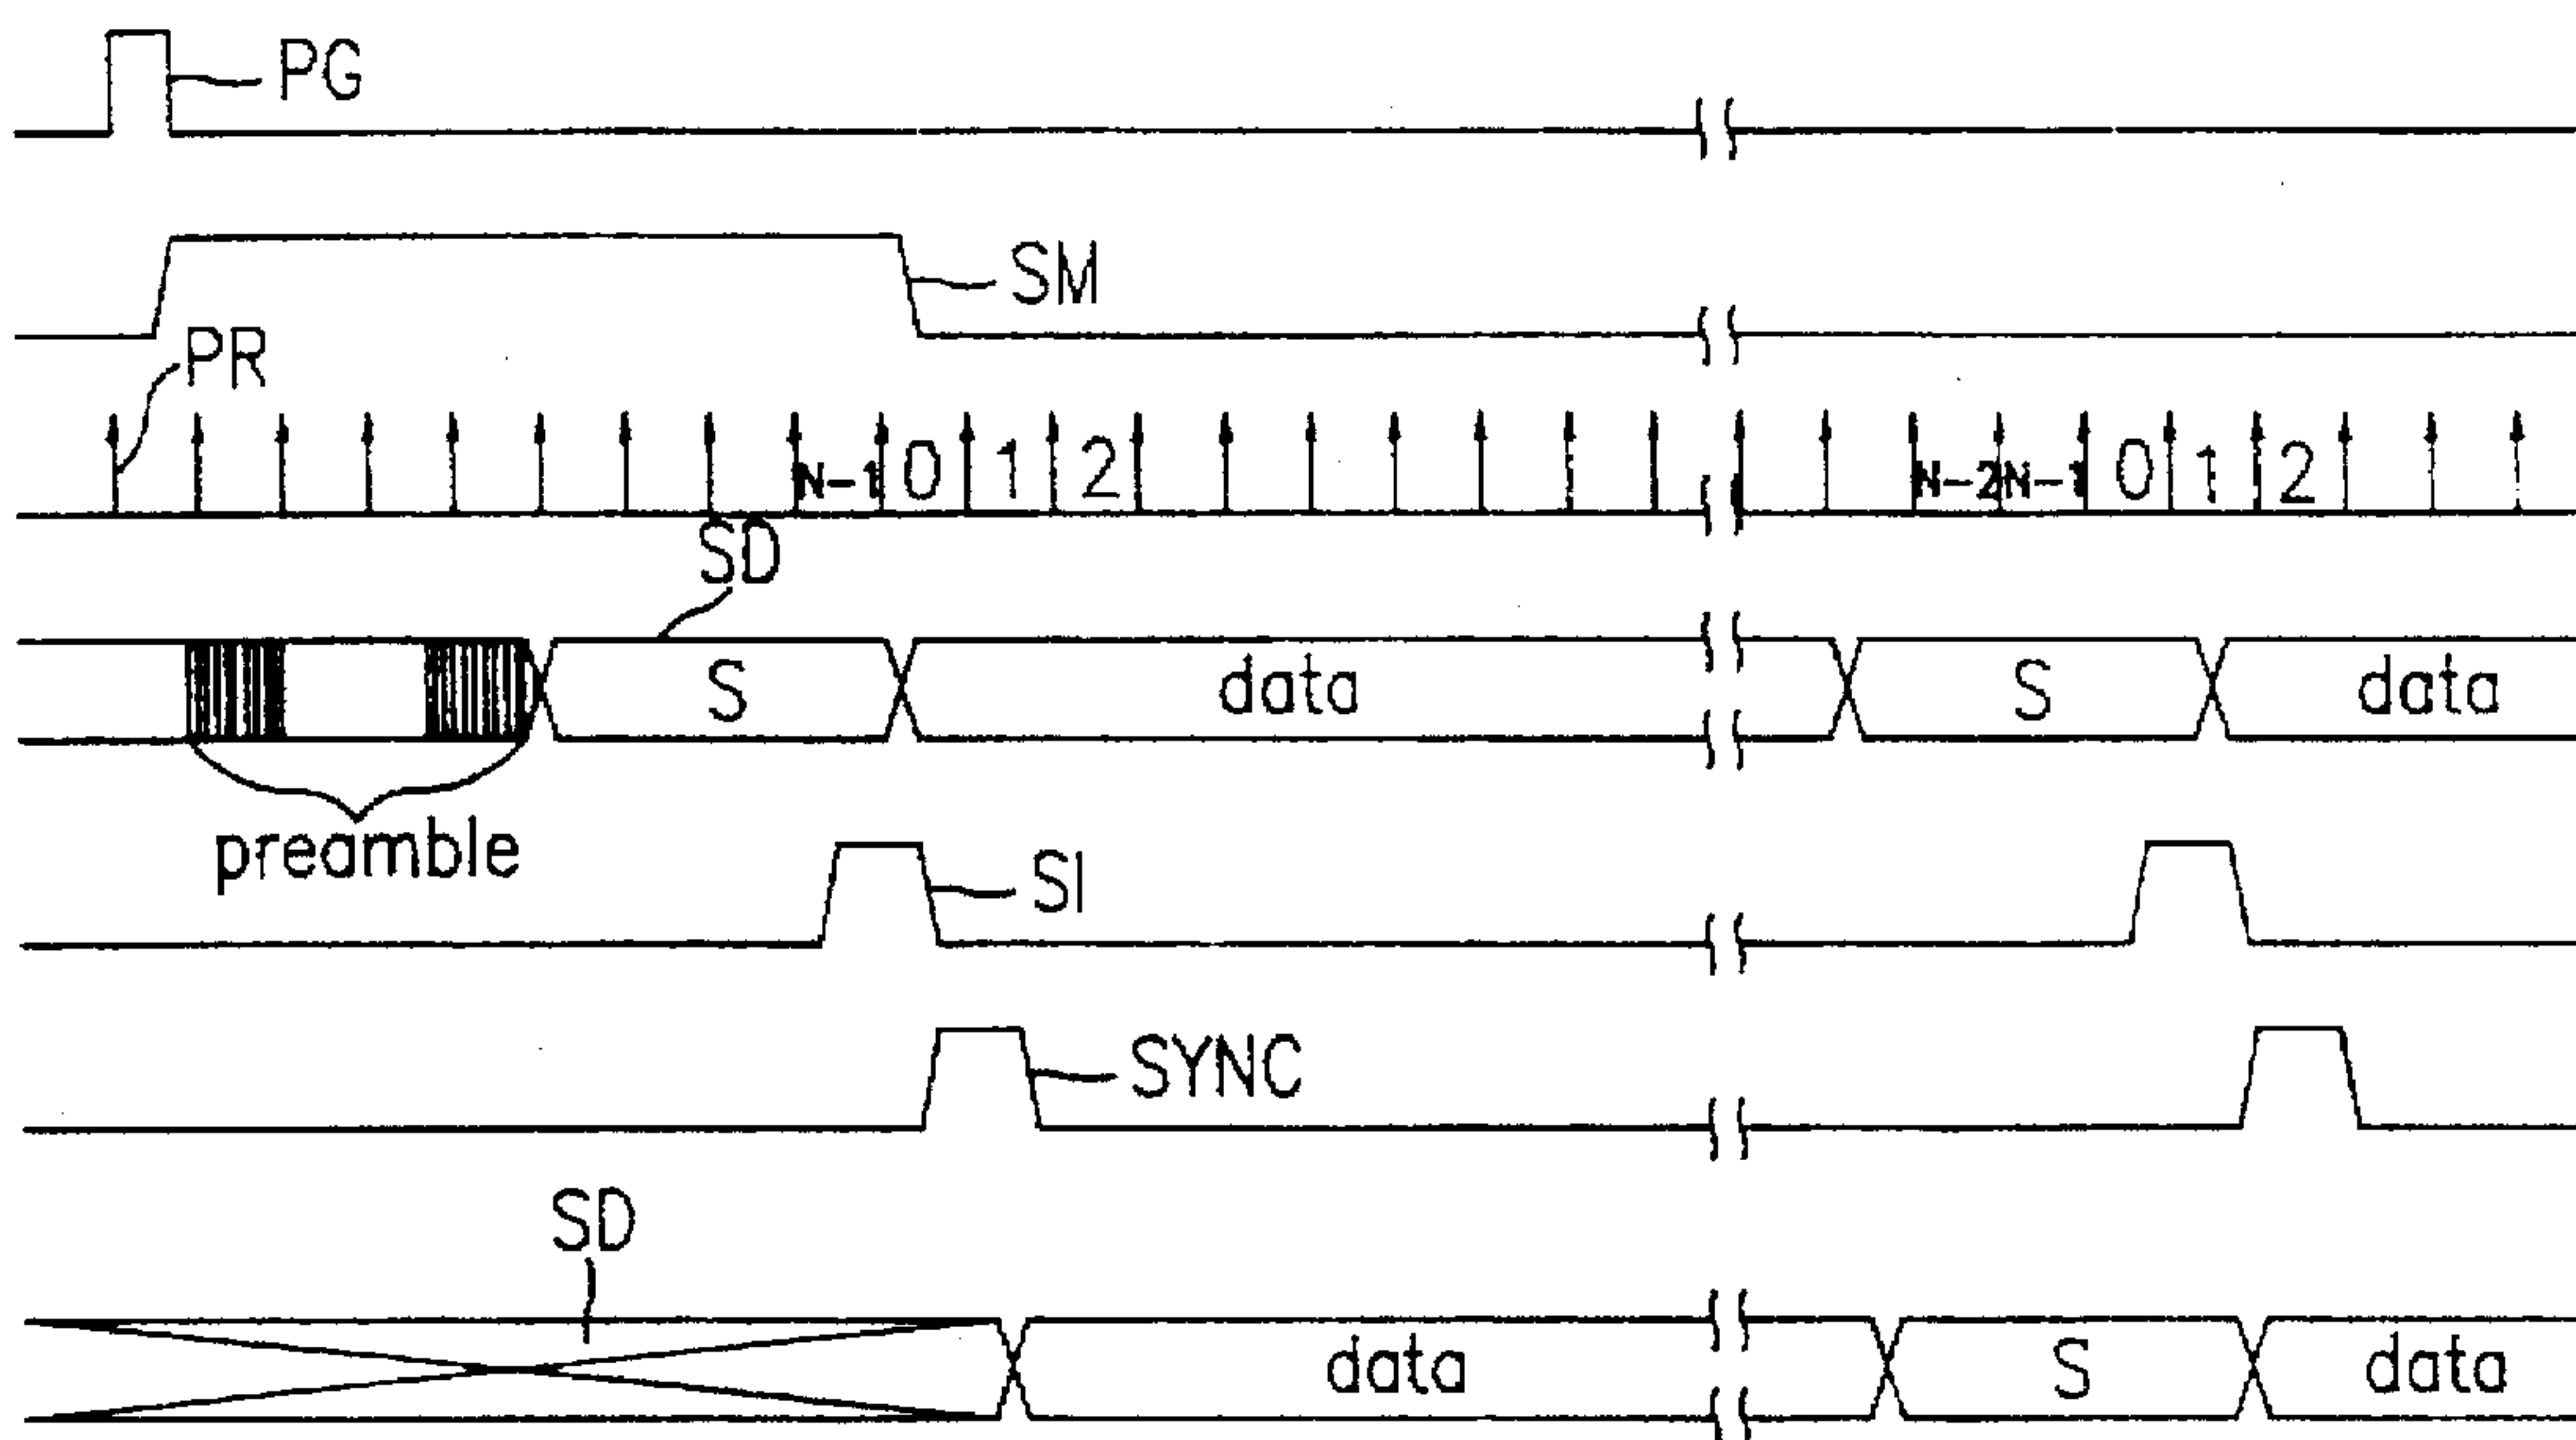 PG
SM
PR
N-1 0 1 2 N-2 N-1 0 1 2
SD
S data S data
preamble
SI
SYNC
SD
data S data